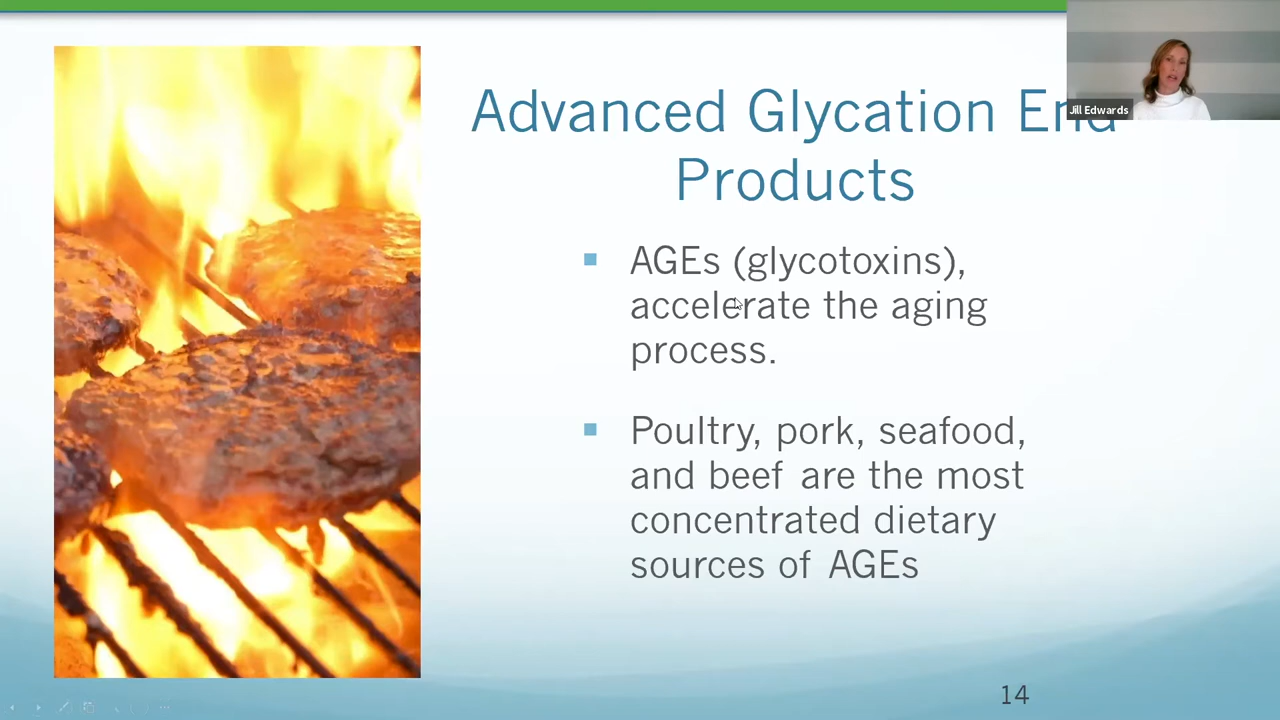 Advanced Glycation End
Products
Jill Edwards
AGEs (glycotoxins),
accelerate the aging
process.
Poultry, pork, seafood,
and beef are the most
concentrated dietary
sources of AGEs
14